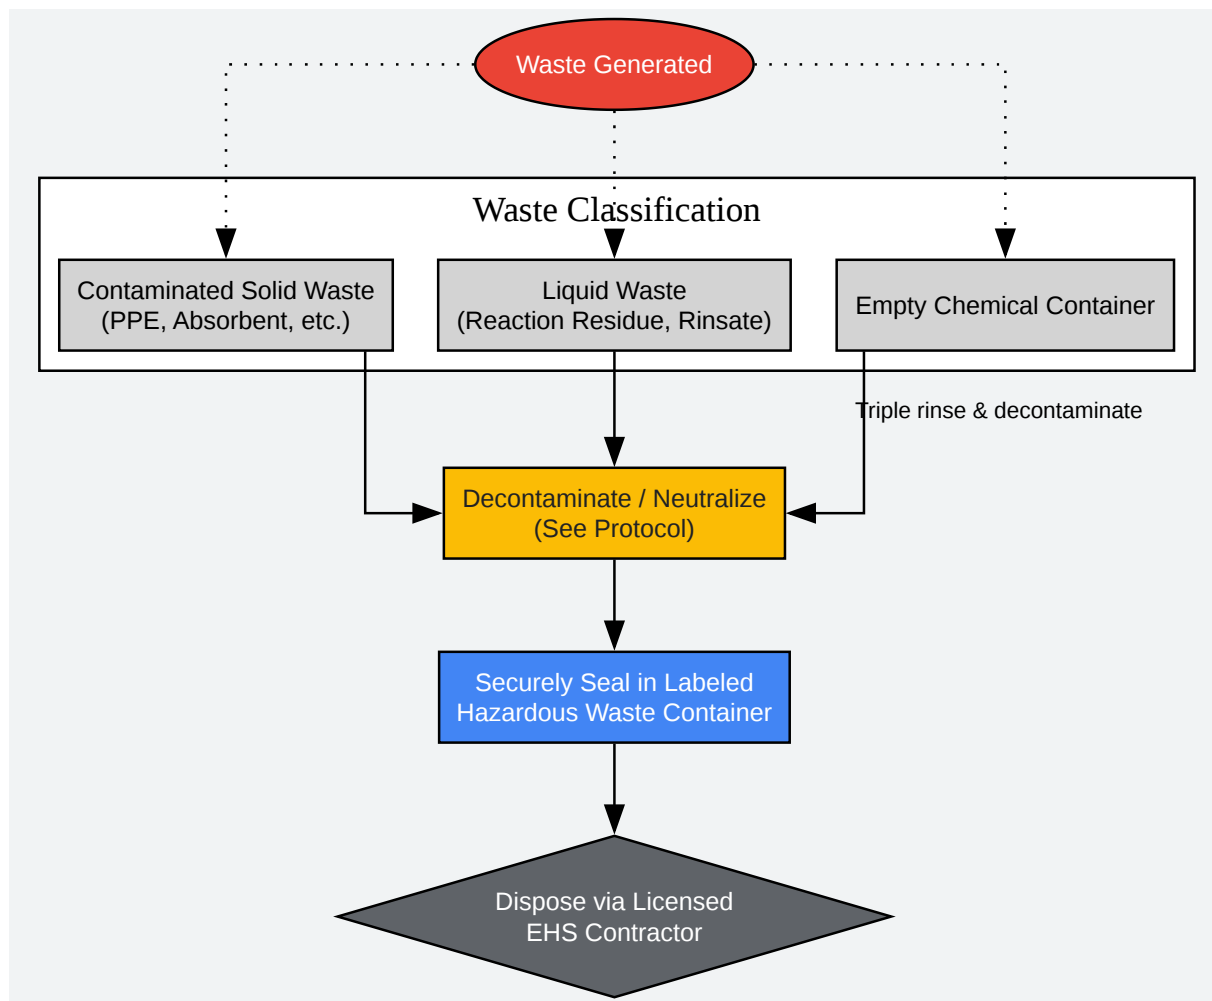 Waste Generated
Waste Classification
Contaminated Solid Waste
(PPE, Absorbent, etc.)
Liquid Waste
(Reaction Residue, Rinsate)
Empty Chemical Container
Triple rinse & decontaminate
Decontaminate / Neutralize
(See Protocol)
Securely Seal in Labeled
Hazardous Waste Container
Dispose via Licensed
EHS Contractor